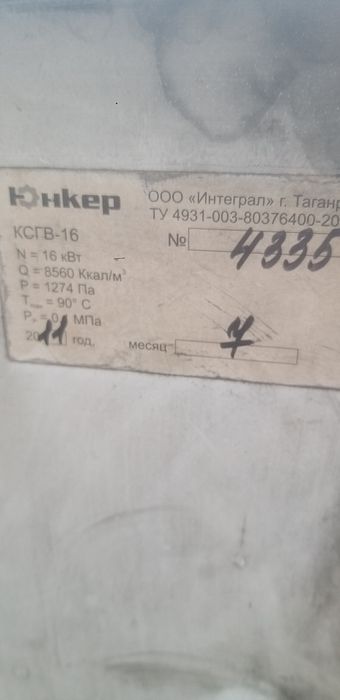 Юнкер
ООО «Интеграл» г. Таганр
ТУ 4931-003-80376400-20
КСГВ-16
№ 4335
N = 16 кВт
Q = 8560 Ккал/м³
P = 1274 Па
= 90° С
МПа
2011 год.
месяц 7